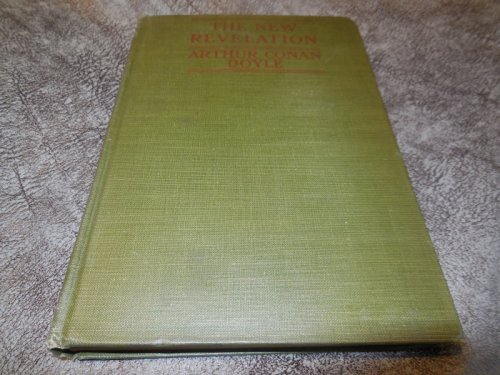 THE NEW
REVELATION
ARTHUR CONAN
DOYLE